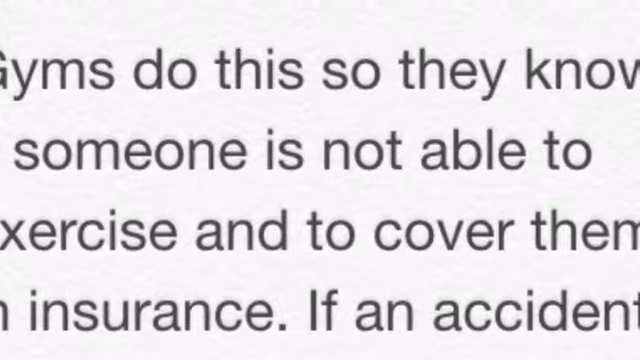 Gyms do this so they know
someone is not able to
xercise and to cover them
n insurance. If an accident